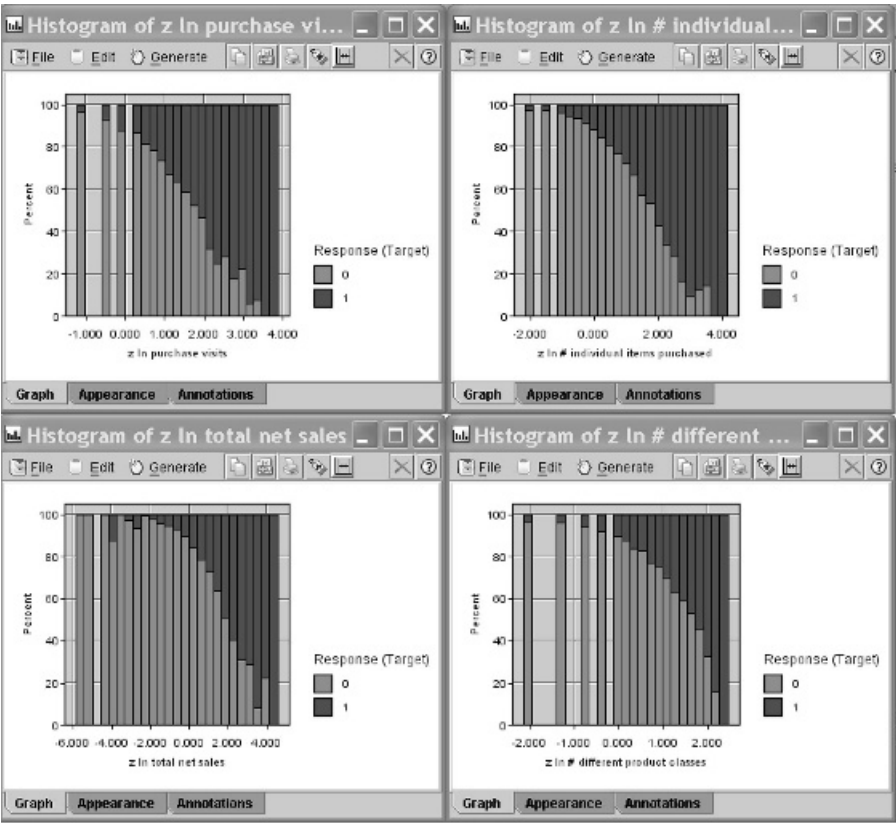 Histogram of z ln purchase vi...
File Edit Generate
100
80
60
40
20
0
Percent
-1.000 0.000 1.000 2.000 3.000 4.000
z ln purchase visits
Response (Target)
0
1
Graph Appearance Annotations
Histogram of z ln # individual...
File Edit Generate
100
80
60
40
20
0
Percent
-2.000 0.000 2.000 4.000
z ln # individual items purchased
Response (Target)
0
1
Graph Appearance Annotations
Histogram of z ln total net sales
File Edit Generate
100
80
60
40
20
0
Percent
-6.000 -4.000 -2.000 0.000 2.000 4.000
z ln total net sales
Response (Target)
0
1
Graph Appearance Annotations
Histogram of z ln # different ...
File Edit Generate
100
80
60
40
20
0
Percent
-2.000 -1.000 0.000 1.000 2.000
z ln # different product classes
Response (Target)
0
1
Graph Appearance Annotations